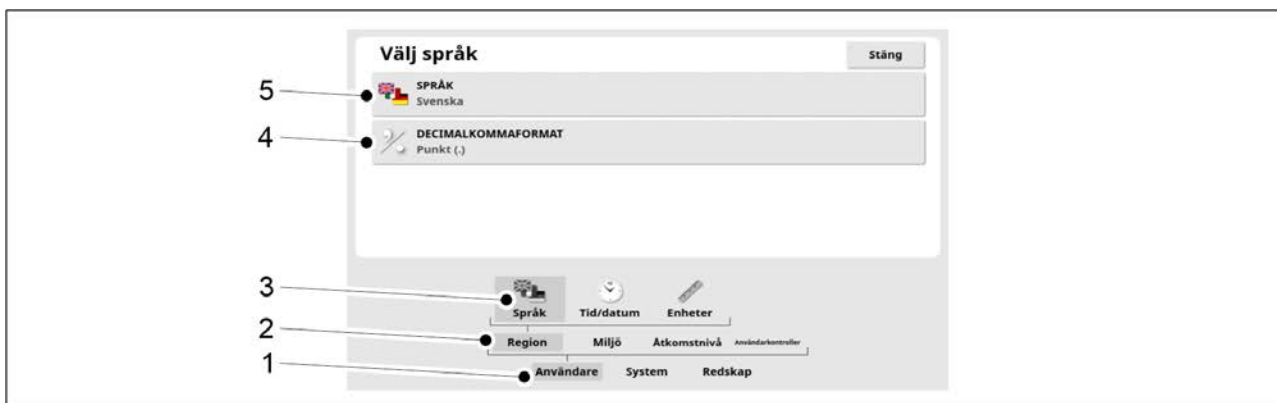 Välj språk
Stäng
5
SPRÅK
Svenska
4
DECIMALKOMMAFORMAT
Punkt (.)
3
Språk Tid/datum Enheter
2
Region Miljö Åtkomstnivå Användarkontroller
1
Användare System Redskap